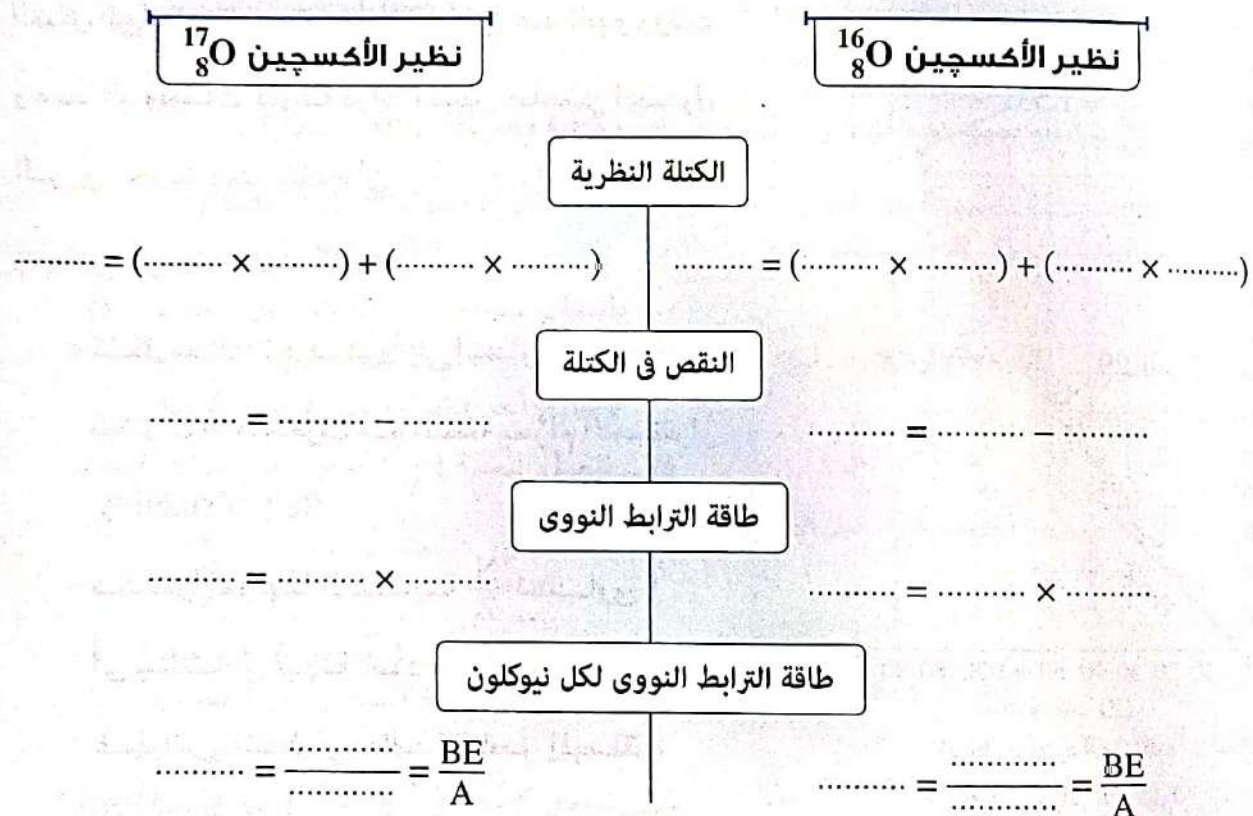 نظير الأكسجين ¹⁶₈O
نظير الأكسجين ¹⁷₈O
الكتلة النظرية
.......... = (.......... × ..........) + (.......... × ..........)
.......... = (.......... × ..........) + (.......... × ..........)
النقص فى الكتلة
.......... = .......... − ..........
.......... = .......... − ..........
طاقة الترابط النووى
.......... = .......... × ..........
.......... = .......... × ..........
طاقة الترابط النووى لكل نيوكلون
.......... = ............ / ............ = BE / A
.......... = ............ / ............ = BE / A